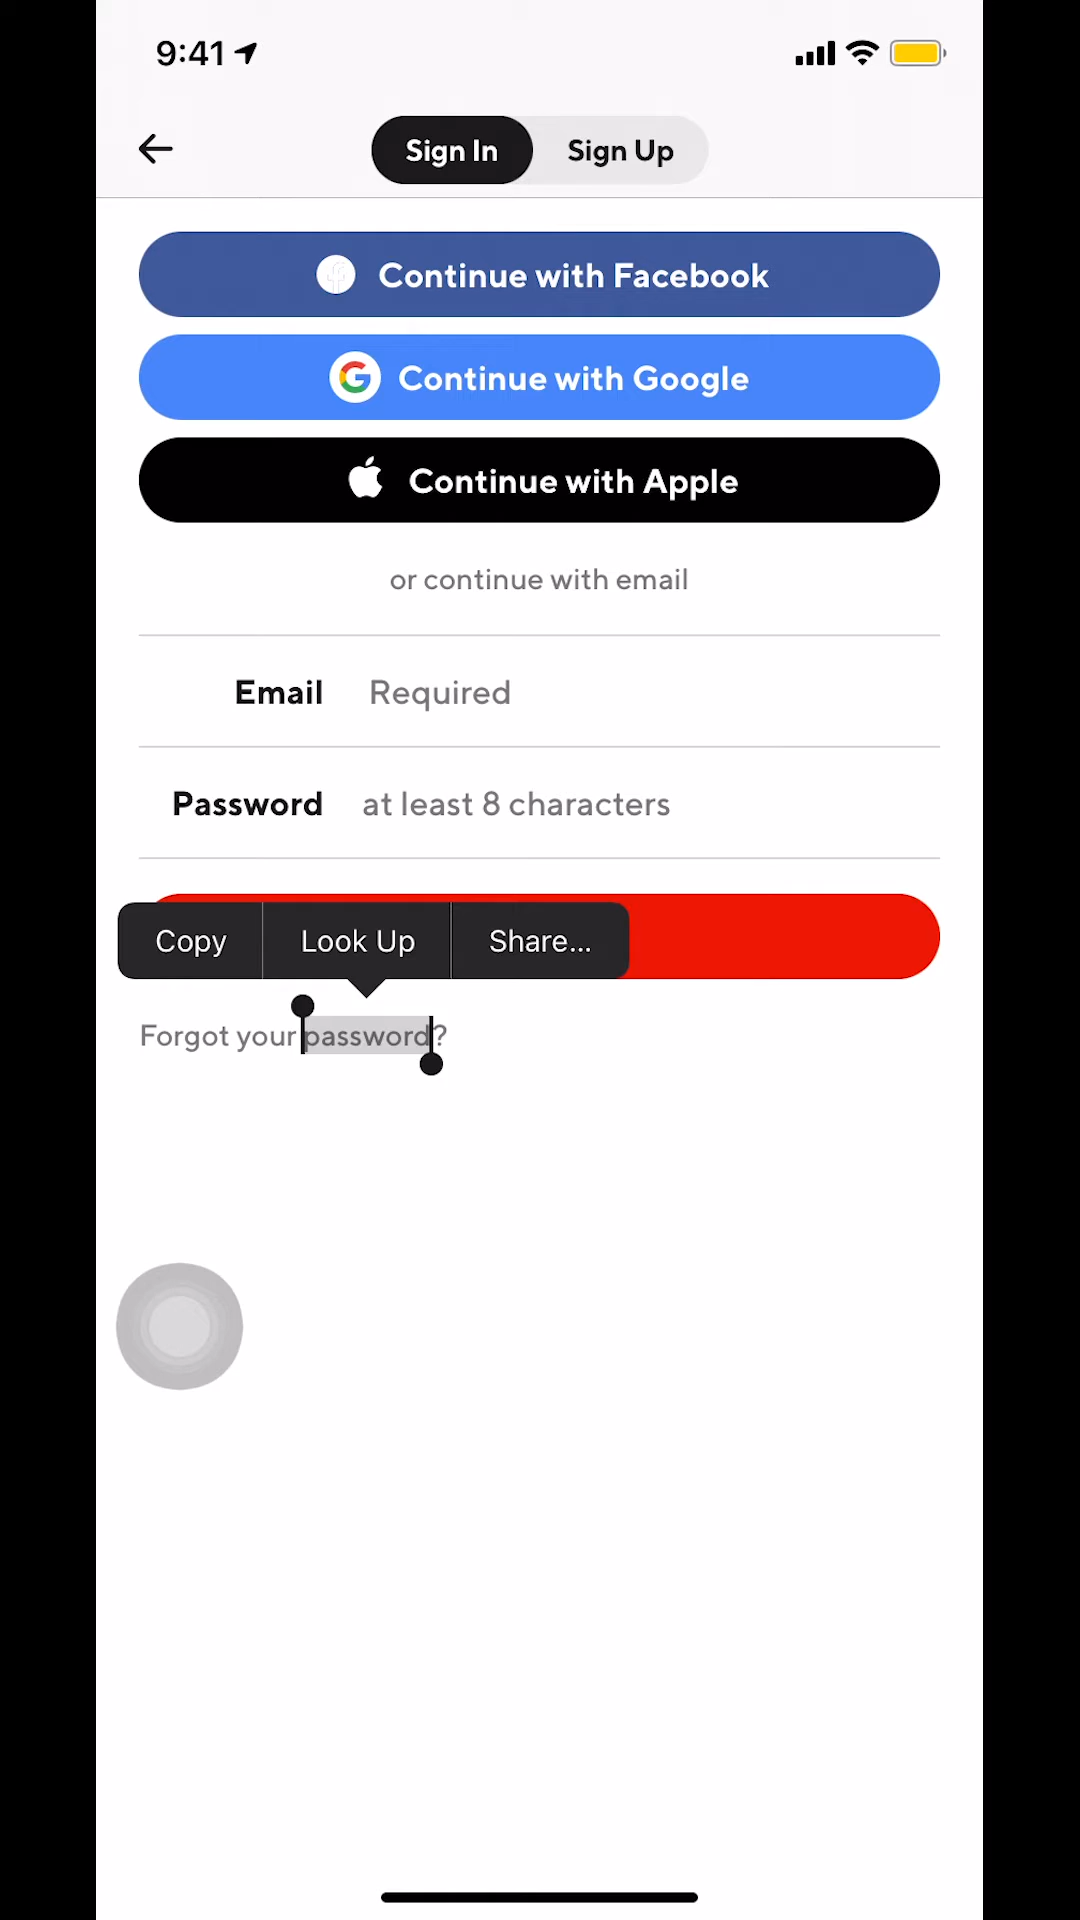 9:41
Sign In Sign Up
Continue with Facebook
Continue with Google
Continue with Apple
or continue with email
Email Required
Password at least 8 characters
Copy Look Up Share...
Forgot your password?